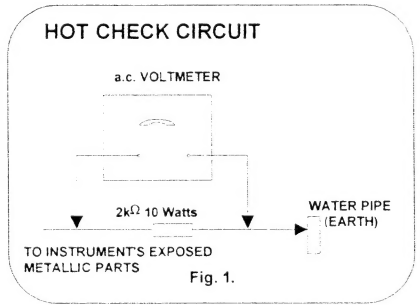 HOT CHECK CIRCUIT
a.c. VOLTMETER
2kΩ 10 Watts
WATER PIPE
(EARTH)
TO INSTRUMENT'S EXPOSED
METALLIC PARTS
Fig. 1.